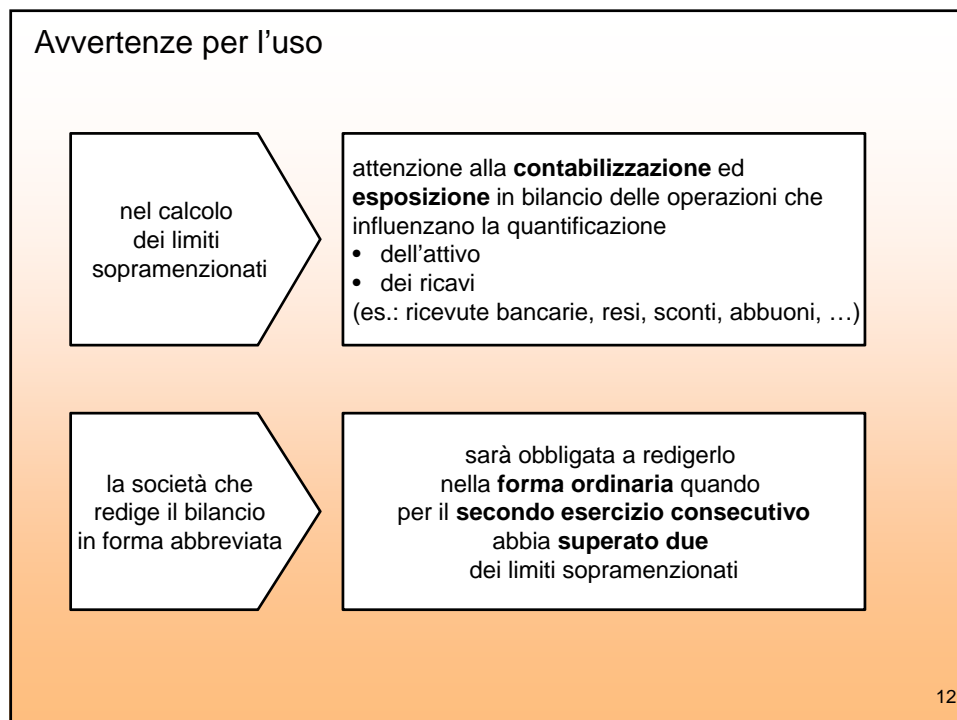 Avvertenze per l'uso
nel calcolo
dei limiti
sopramenzionati
attenzione alla contabilizzazione ed
esposizione in bilancio delle operazioni che
influenzano la quantificazione
• dell'attivo
• dei ricavi
(es.: ricevute bancarie, resi, sconti, abbuoni, …)
la società che
redige il bilancio
in forma abbreviata
sarà obbligata a redigerlo
nella forma ordinaria quando
per il secondo esercizio consecutivo
abbia superato due
dei limiti sopramenzionati
12